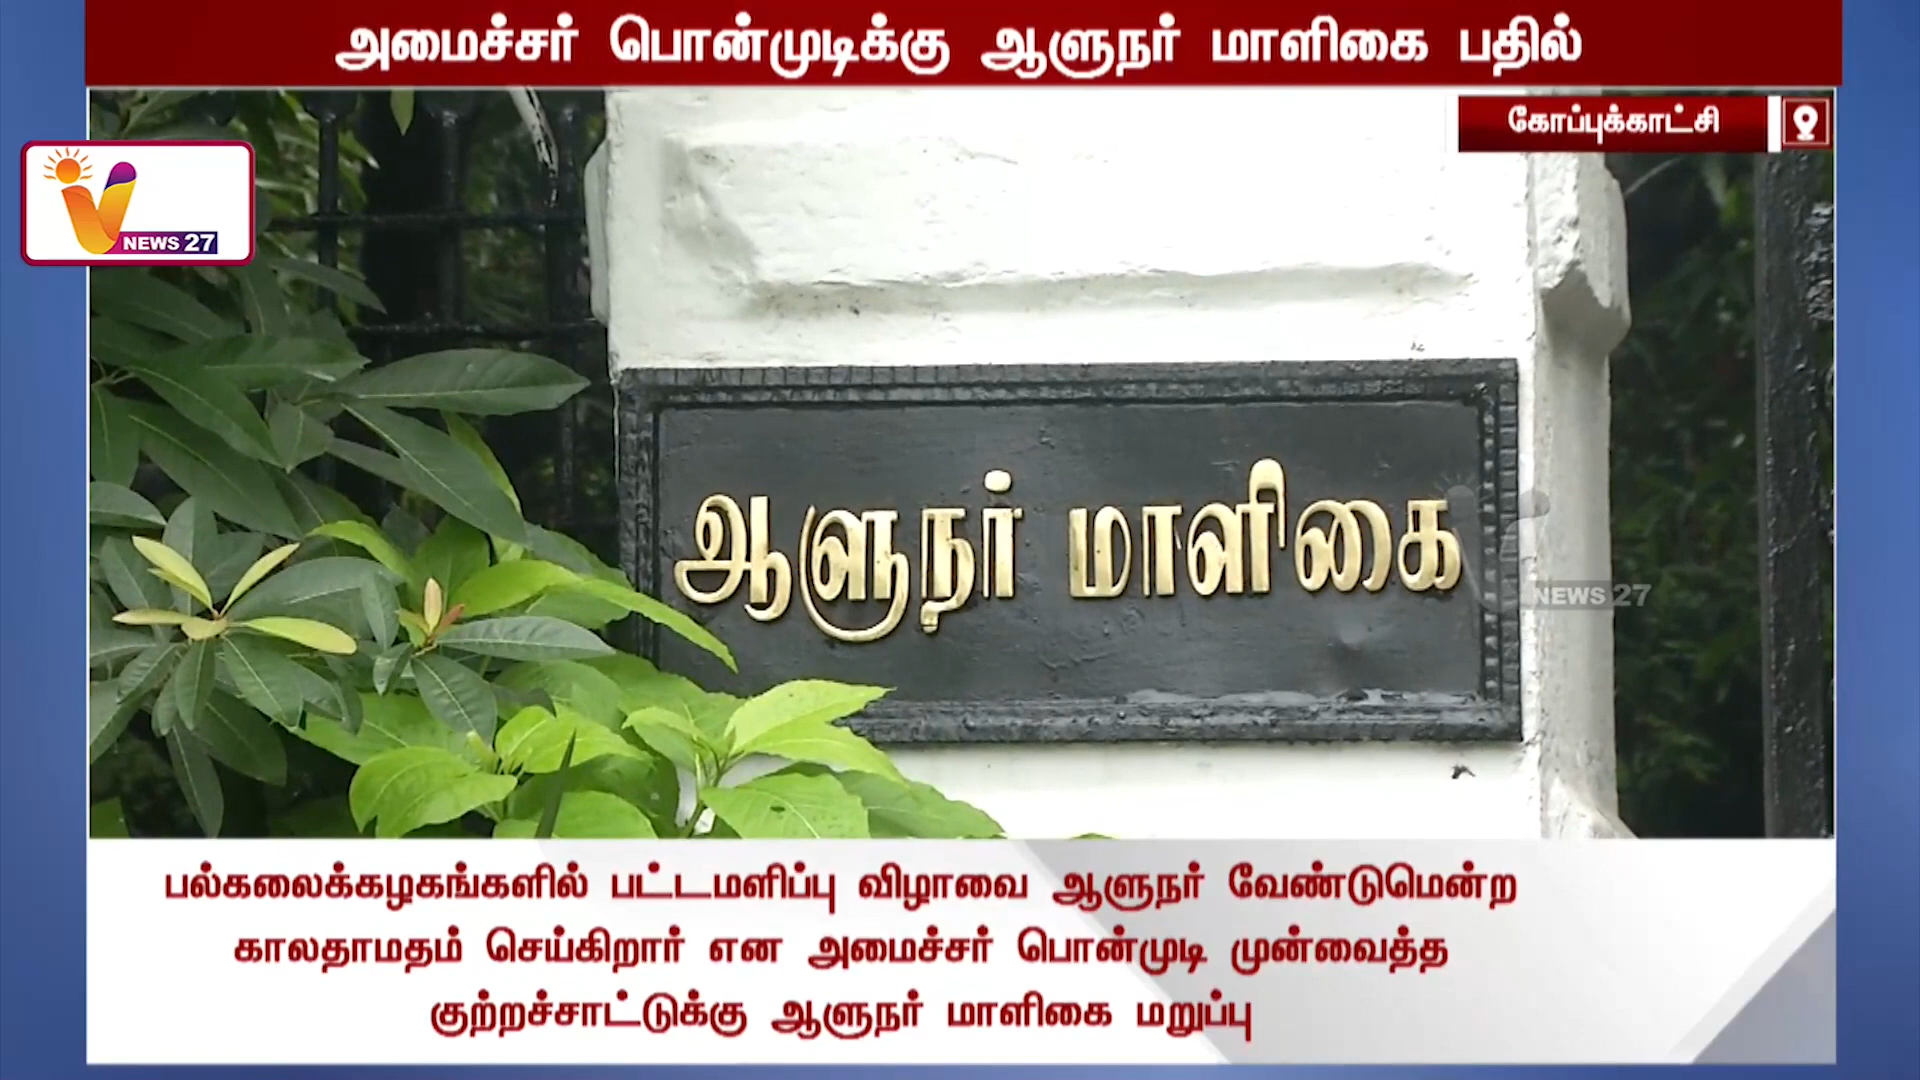 அமைச்சர் பொன்முடிக்கு ஆளுநர் மாளிகை பதில்
கோப்புக்காட்சி
NEWS 27
ஆளுநர் மாளிகை
NEWS 27
பல்கலைக்கழகங்களில் பட்டமளிப்பு விழாவை ஆளுநர் வேண்டுமென்ற
காலதாமதம் செய்கிறார் என அமைச்சர் பொன்முடி முன்வைத்த
குற்றச்சாட்டுக்கு ஆளுநர் மாளிகை மறுப்பு